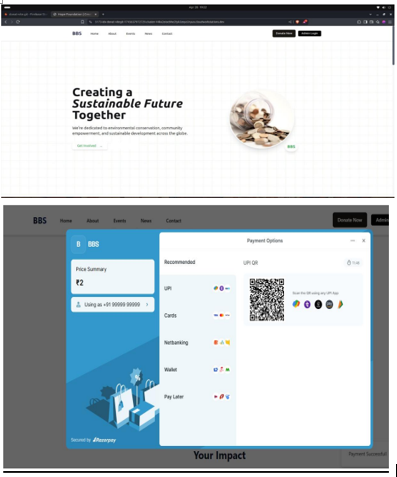 BBS Home About Events News Contact Donate Now Admin Login
Creating a
Sustainable Future
Together
We're dedicated to environmental conservation, community
empowerment, and sustainable development across the globe.
Get Involved →
BBS
BBS Home About Events News Contact Donate Now Admin
B BBS
Payment Options
Price Summary
₹2
Using as +91 99999 99999
Recommended
UPI QR
UPI
Scan the QR using any UPI App
Cards
Netbanking
Wallet
Pay Later
Secured by Razorpay
Your Impact
Payment Successful